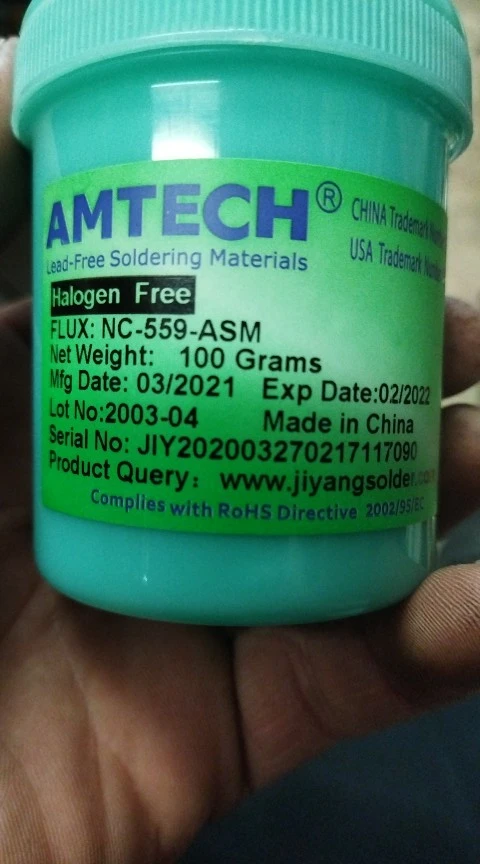 AMTECH®
CHINA Trademark
USA Trademark
Lead-Free Soldering Materials
Halogen Free
FLUX: NC-559-ASM
Net Weight: 100 Grams
Mfg Date: 03/2021 Exp Date:02/2022
Lot No:2003-04 Made in China
Serial No: JIY202003270217117090
Product Query: www.jiyangsolder.co
Complies with RoHS Directive 2002/95/EC